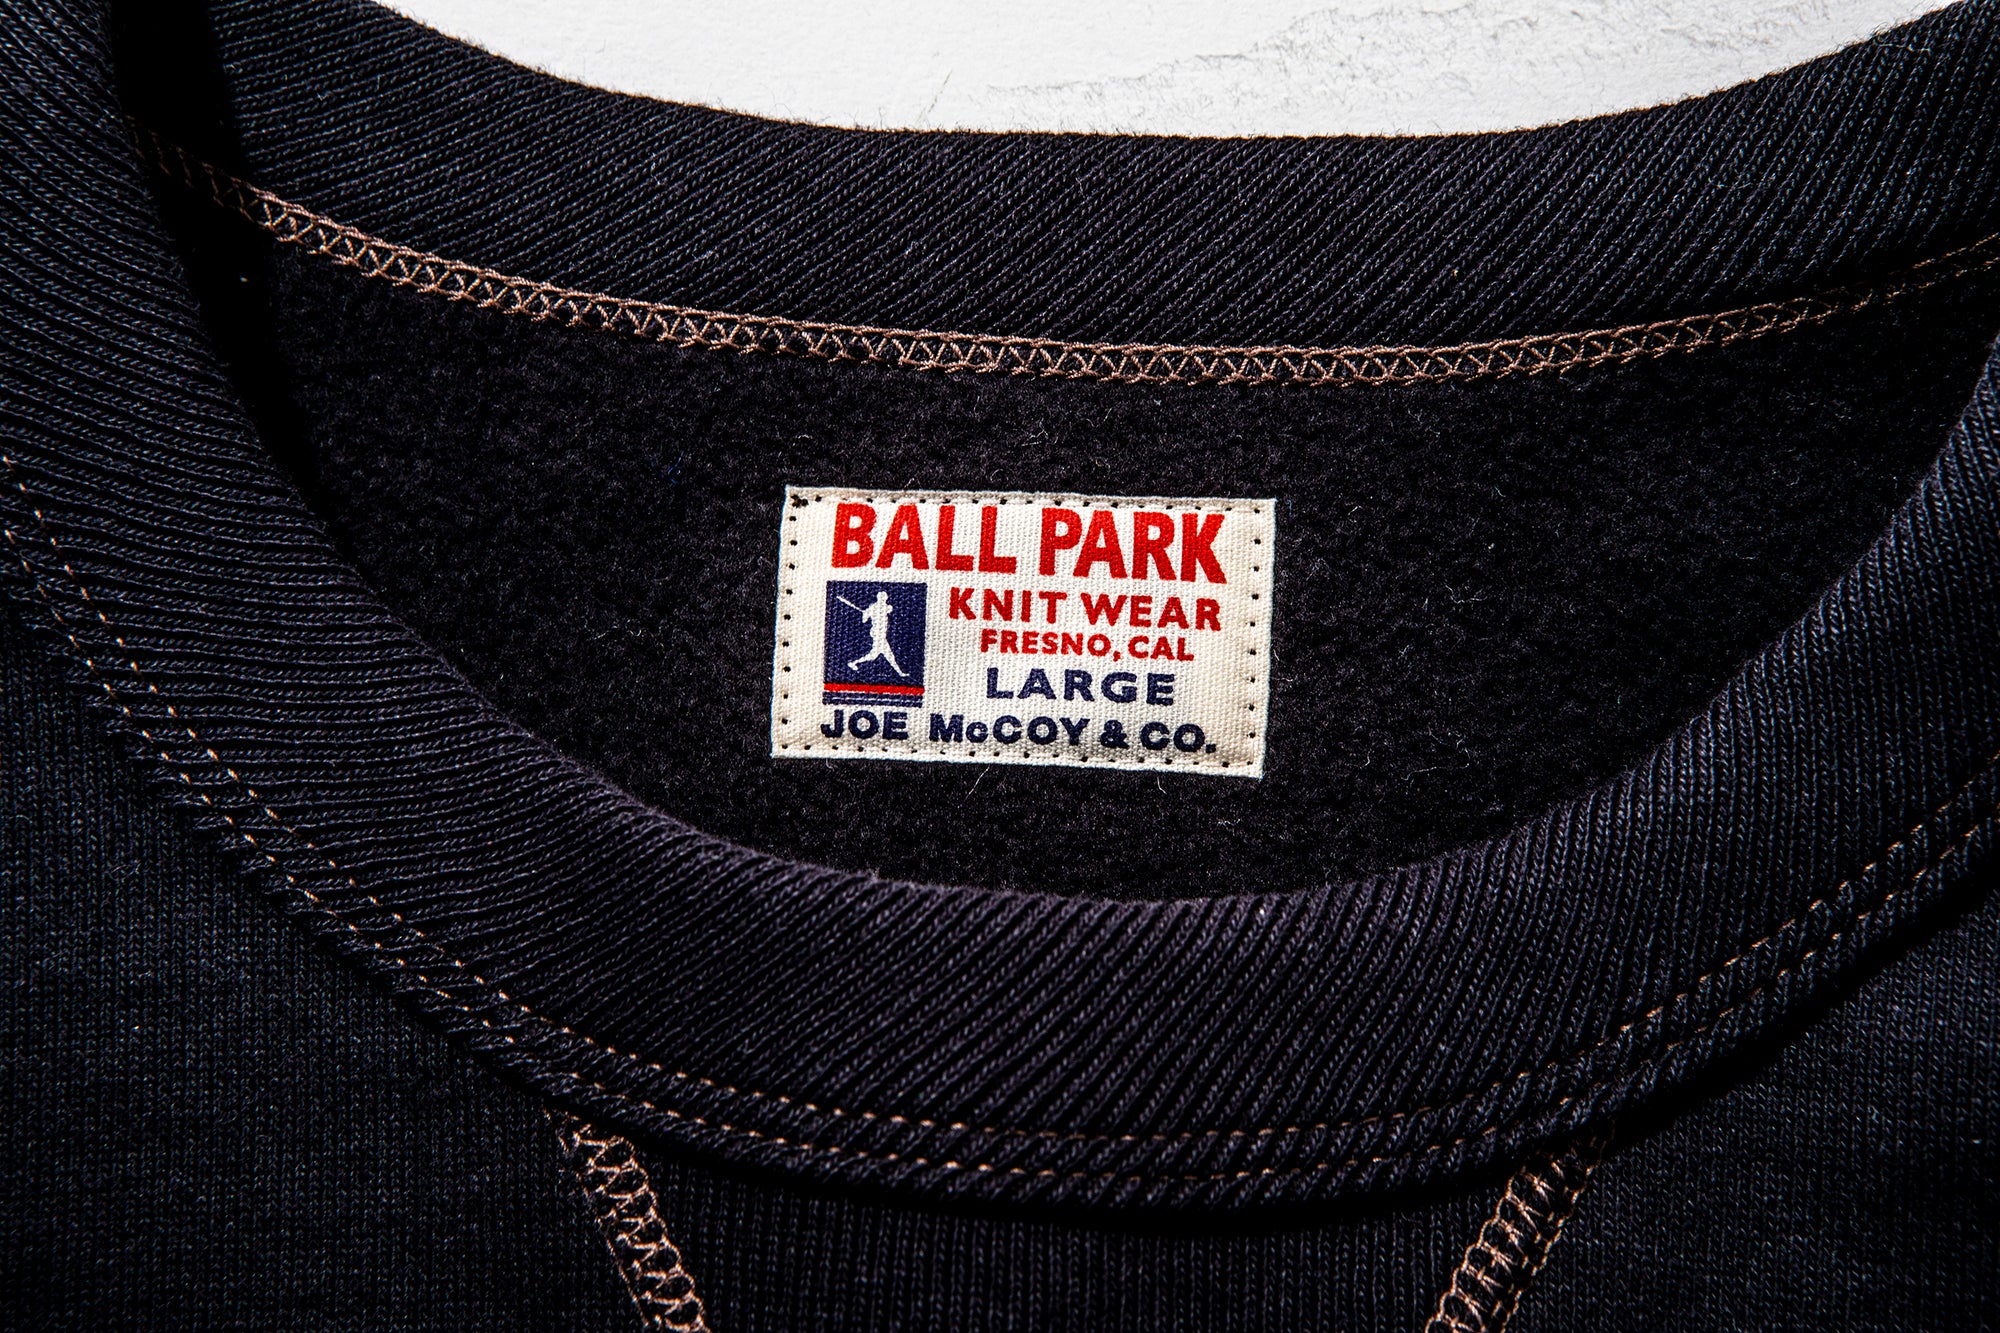 BALL PARK
KNIT WEAR
FRESNO, CAL
LARGE
JOE McCOY & CO.